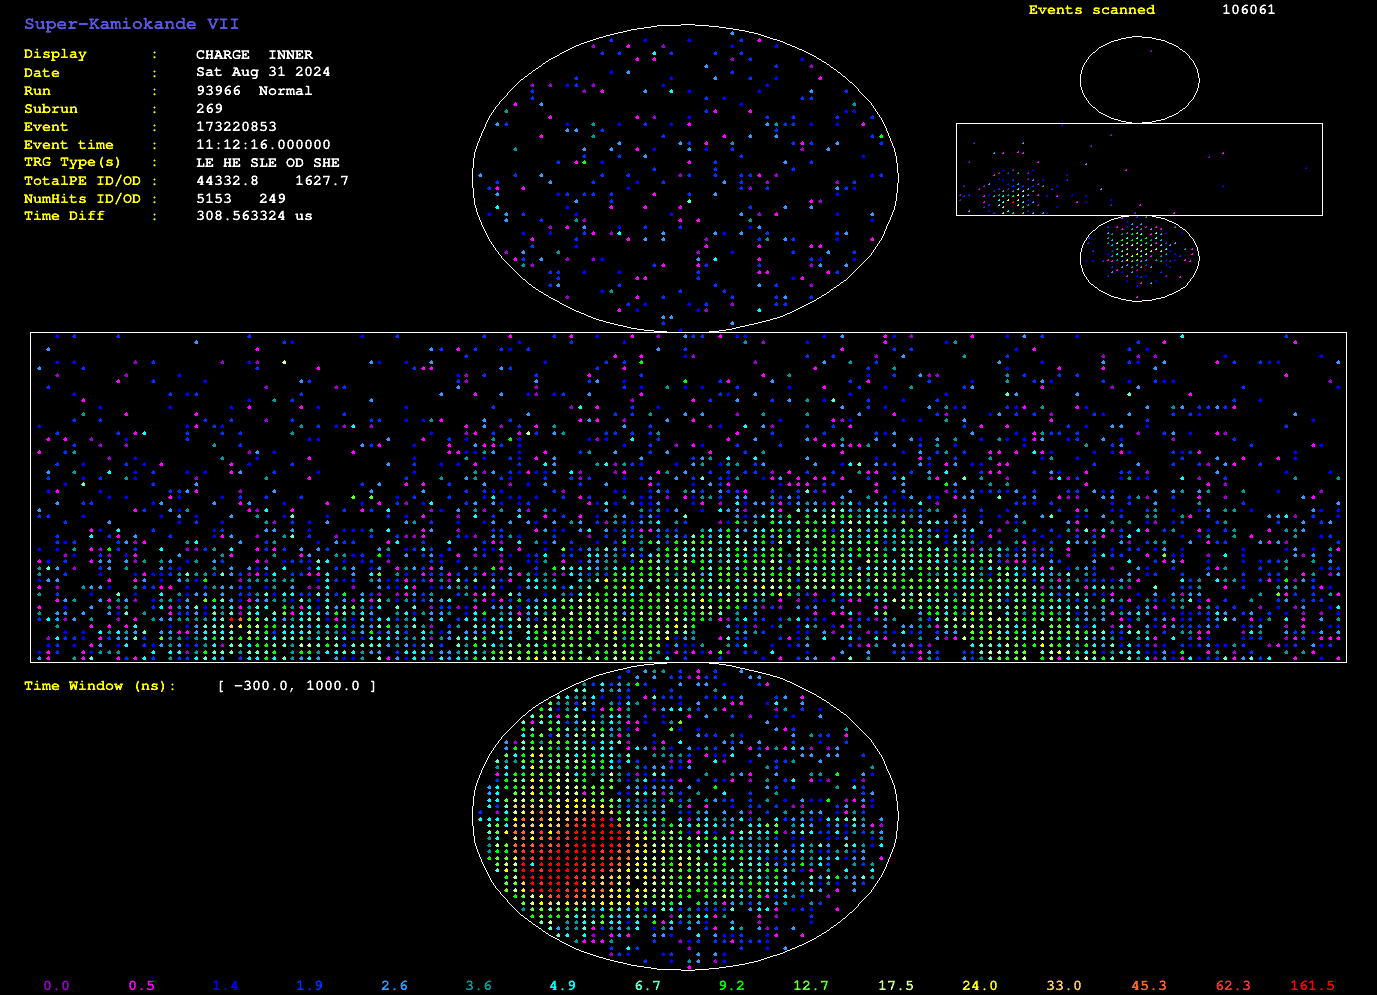 Super-Kamiokande VII
Events scanned 106061
Display : CHARGE INNER
Date : Sat Aug 31 2024
Run : 93966 Normal
Subrun : 269
Event : 173220853
Event time : 11:12:16.000000
TRG Type(s) : LE HE SLE OD SHE
TotalPE ID/OD : 44332.8 1627.7
NumHits ID/OD : 5153 249
Time Diff : 308.563324 us
Time Window (ns): [ -300.0, 1000.0 ]
0.0 0.5 1.4 1.9 2.6 3.6 4.9 6.7 9.2 12.7 17.5 24.0 33.0 45.3 62.3 161.5